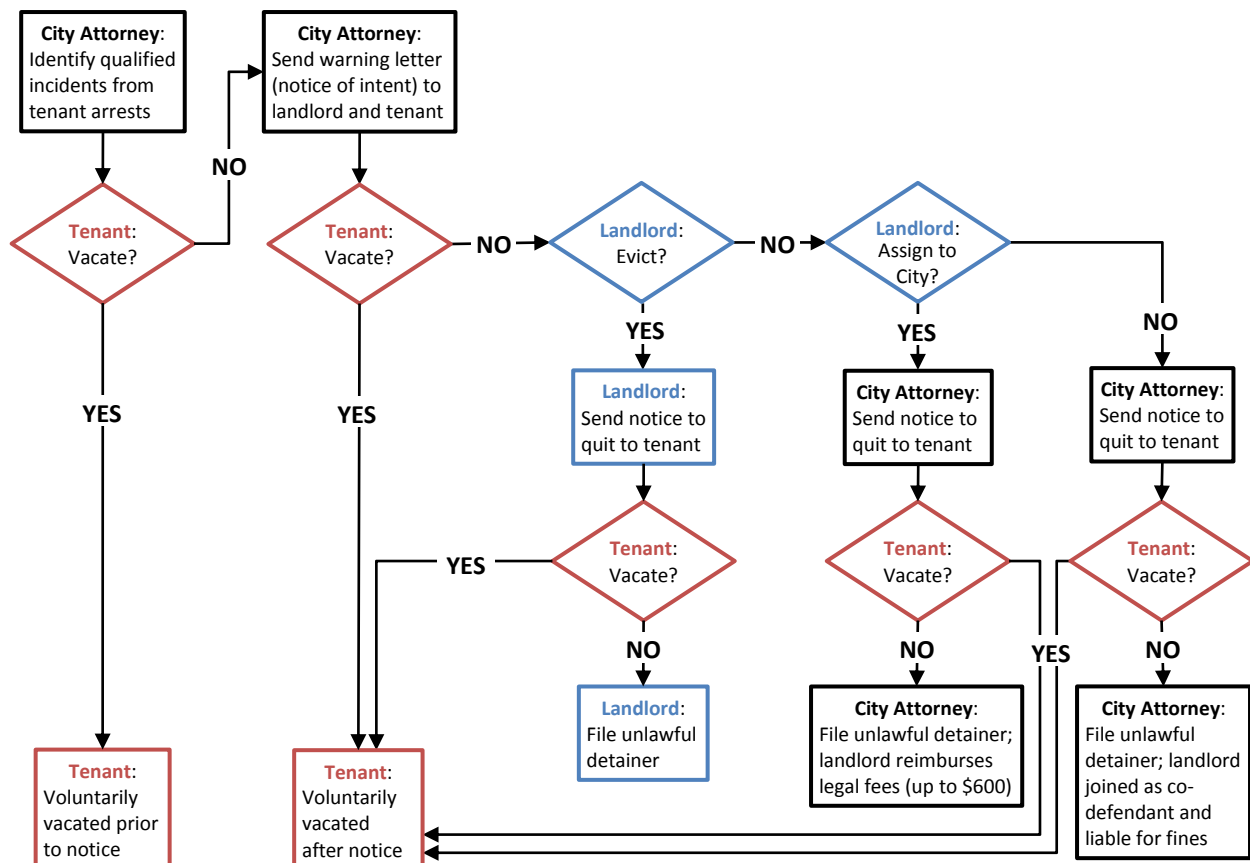 City Attorney:
Identify qualified
incidents from
tenant arrests
City Attorney:
Send warning letter
(notice of intent) to
landlord and tenant
NO
Tenant:
Vacate?
Tenant:
Vacate?
NO
Landlord:
Evict?
NO
Landlord:
Assign to
City?
YES
YES
NO
YES
YES
Landlord:
Send notice to
quit to tenant
City Attorney:
Send notice to
quit to tenant
City Attorney:
Send notice to
quit to tenant
YES
Tenant:
Vacate?
Tenant:
Vacate?
Tenant:
Vacate?
NO
NO
YES
NO
Landlord:
File unlawful
detainer
City Attorney:
File unlawful detainer;
landlord reimburses
legal fees (up to $600)
City Attorney:
File unlawful
detainer; landlord
joined as co-
defendant and
liable for fines
Tenant:
Voluntarily
vacated prior
to notice
Tenant:
Voluntarily
vacated
after notice